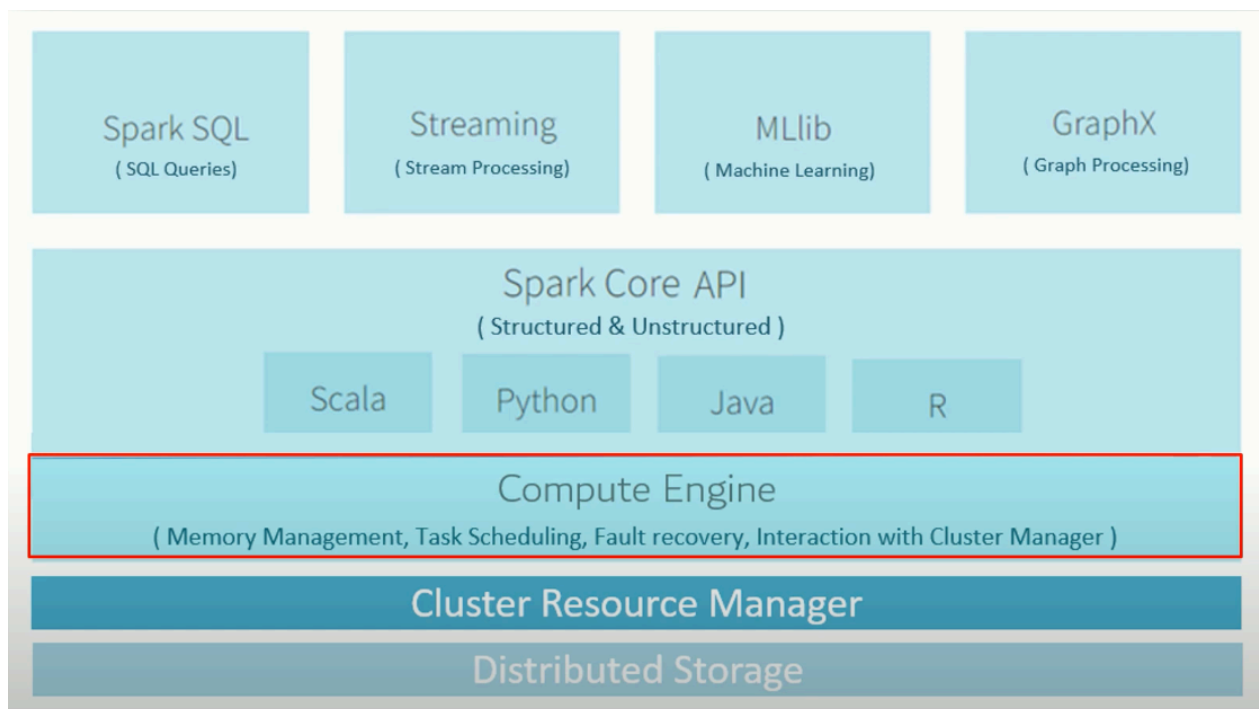 Spark SQL
( SQL Queries)
Streaming
( Stream Processing)
MLlib
( Machine Learning)
GraphX
( Graph Processing)
Spark Core API
( Structured & Unstructured )
Scala
Python
Java
R
Compute Engine
( Memory Management, Task Scheduling, Fault recovery, Interaction with Cluster Manager )
Cluster Resource Manager
Distributed Storage